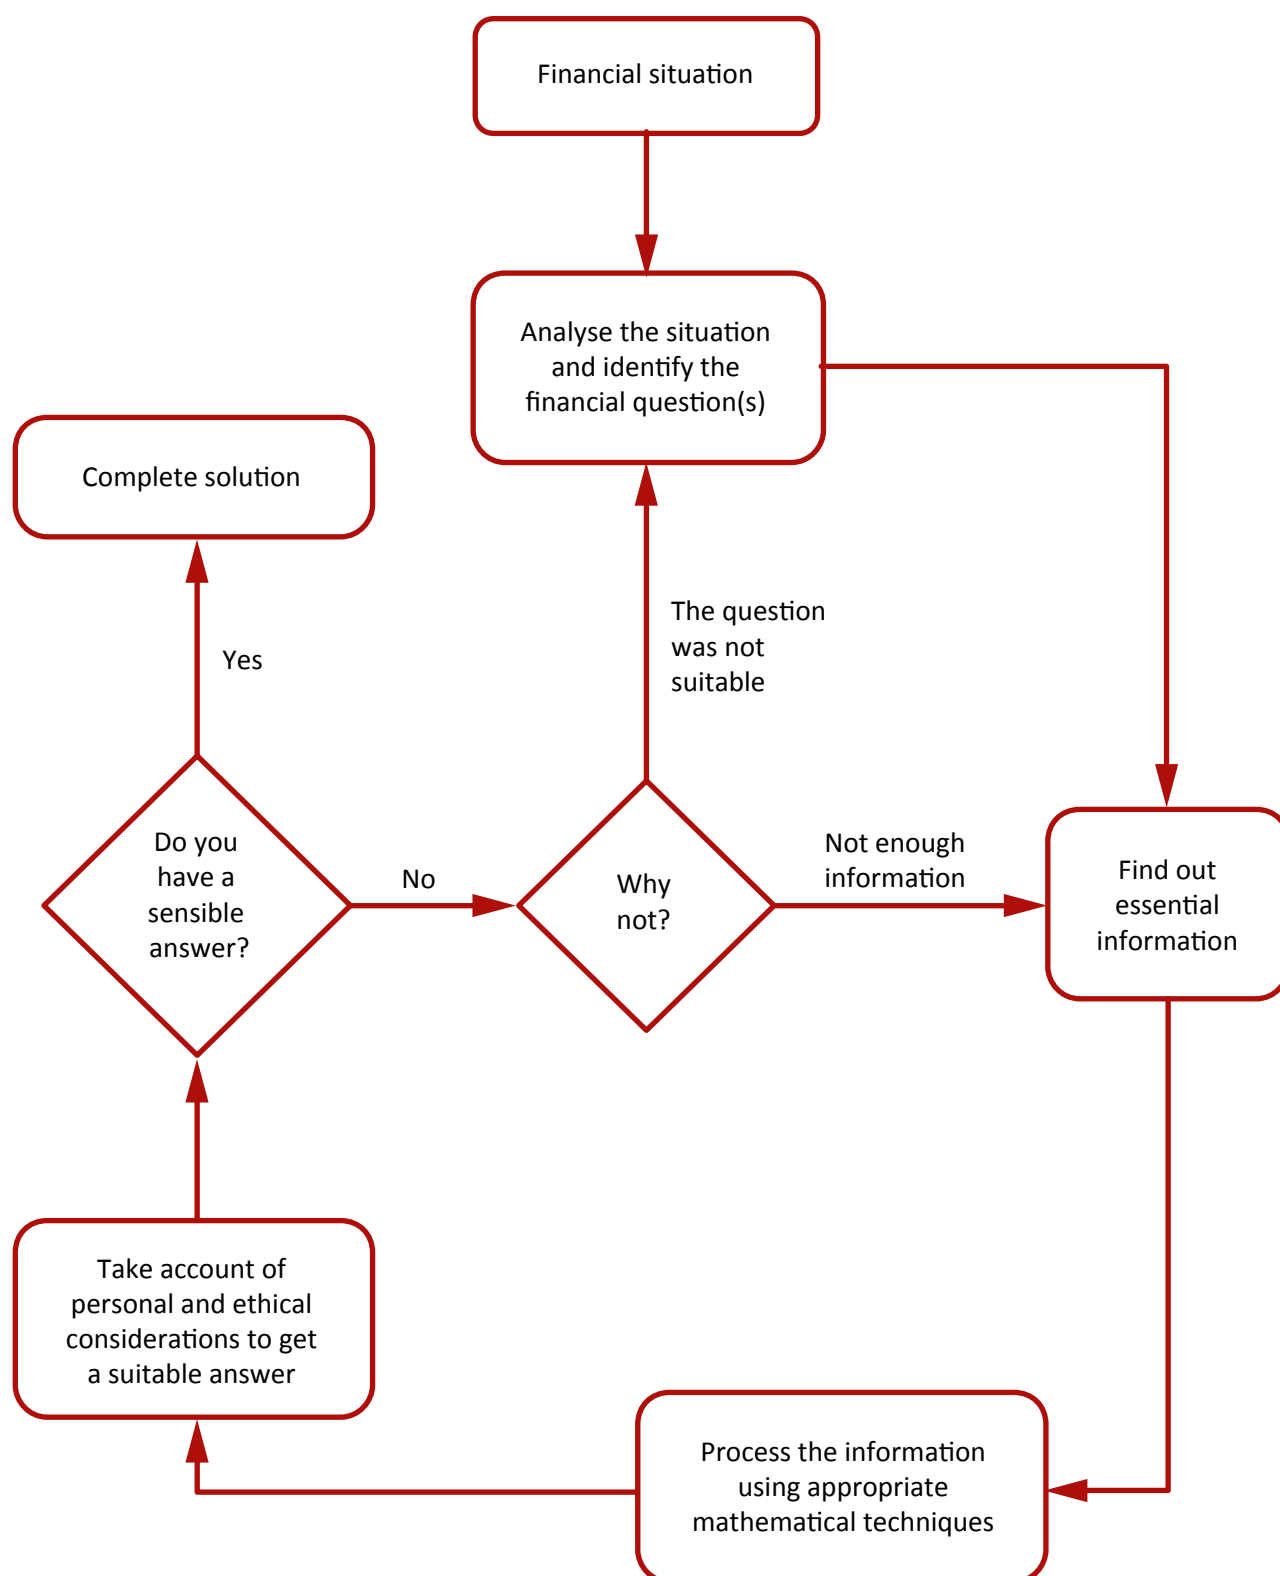 Financial situation
Analyse the situation
and identify the
financial question(s)
Complete solution
The question
was not
suitable
Yes
Do you
have a
sensible
answer?
No
Why
not?
Not enough
information
Find out
essential
information
Take account of
personal and ethical
considerations to get
a suitable answer
Process the information
using appropriate
mathematical techniques